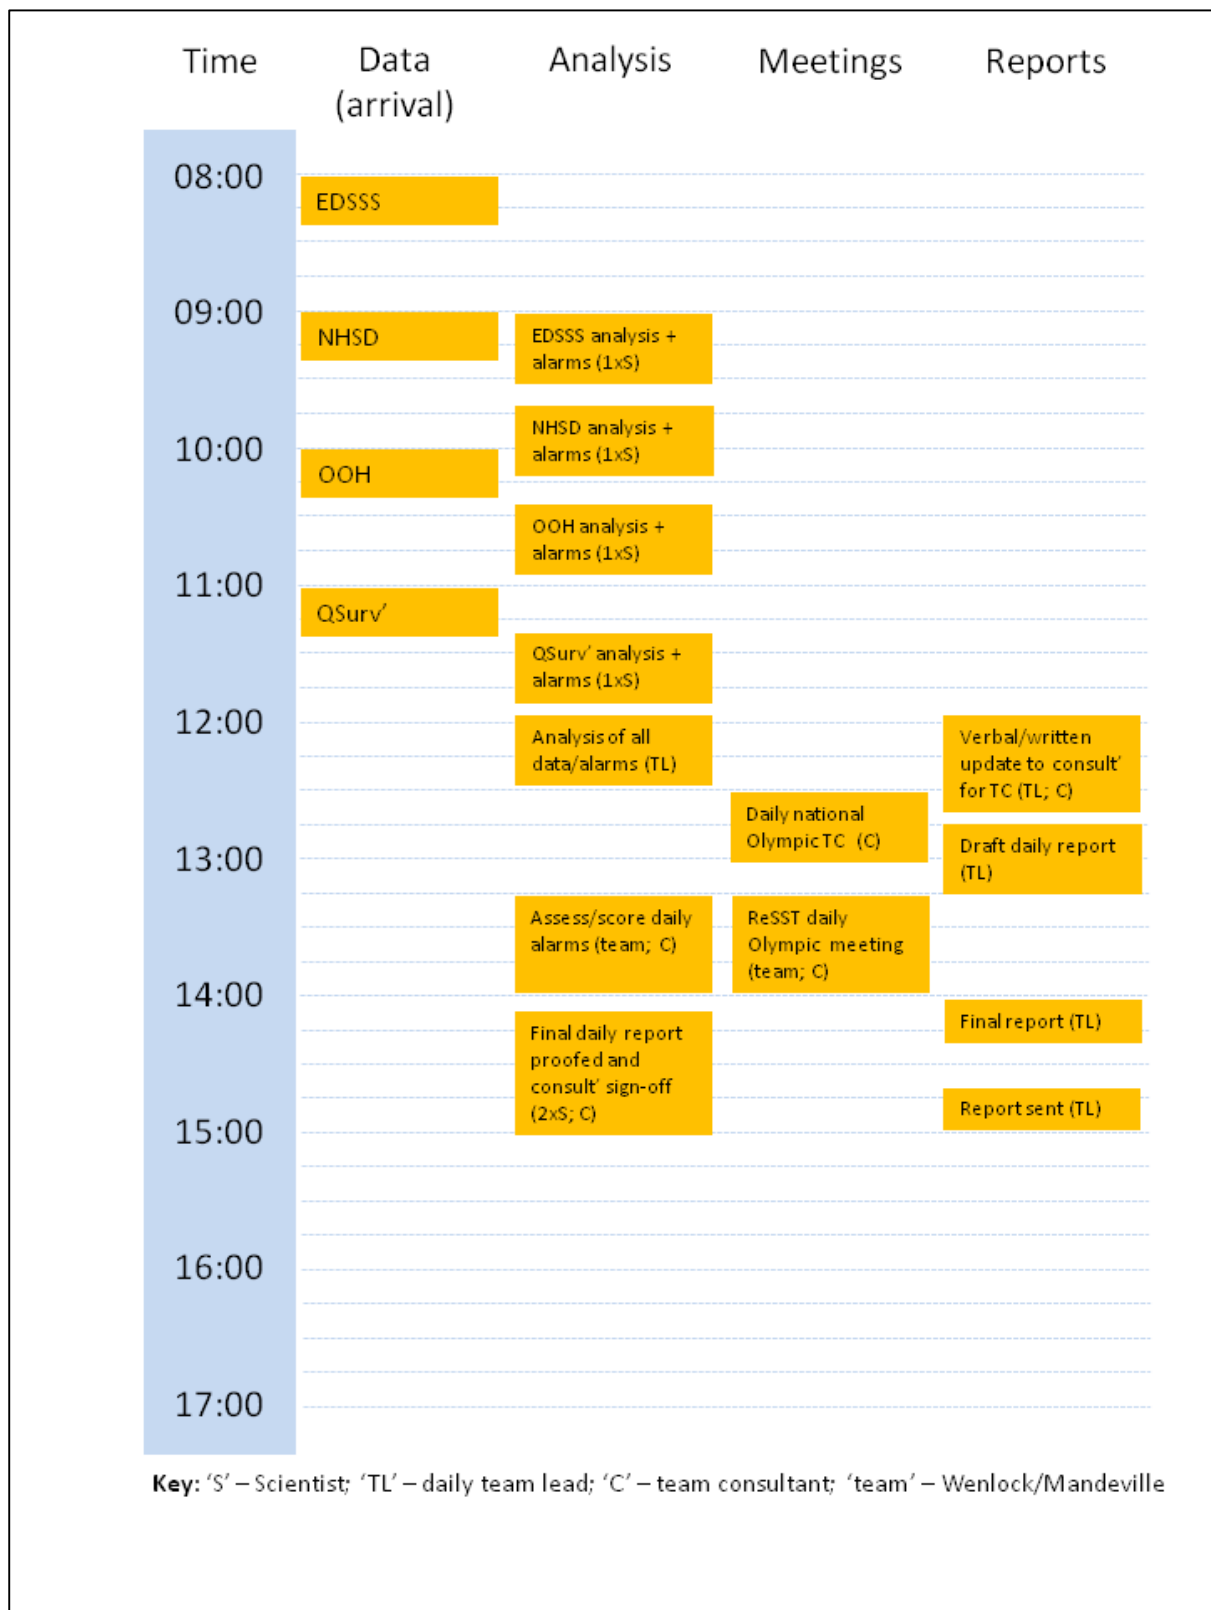 Time
Data
(arrival)
Analysis
Meetings
Reports
08:00
EDSSS
09:00
NHSD
EDSSS analysis +
alarms (1xS)
NHSD analysis +
alarms (1xS)
10:00
OOH
OOH analysis +
alarms (1xS)
11:00
QSurv’
QSurv’ analysis +
alarms (1xS)
12:00
Analysis of all
data/alarms (TL)
Verbal/written
update to consult’
for TC (TL; C)
Daily national
Olympic TC (C)
13:00
Draft daily report
(TL)
Assess/score daily
alarms (team; C)
ReSST daily
Olympic meeting
(team; C)
14:00
Final daily report
proofed and
consult’ sign-off
(2xS; C)
Final report (TL)
Report sent (TL)
15:00
16:00
17:00
Key: ‘S’ – Scientist; ‘TL’ – daily team lead; ‘C’ – team consultant; ‘team’ – Wenlock/Mandeville